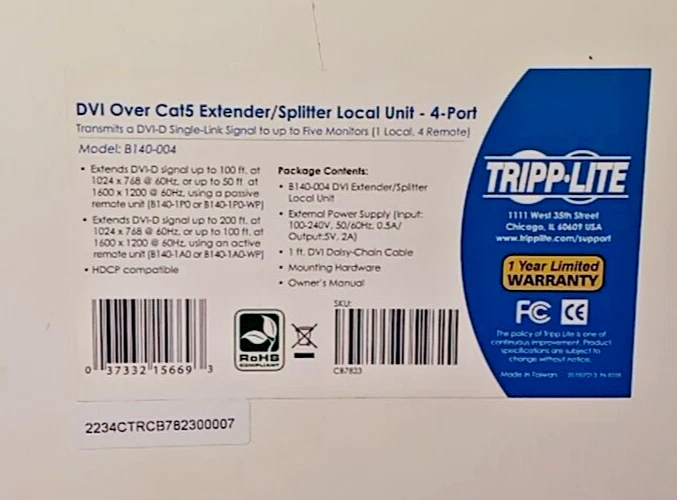 DVI Over Cat5 Extender/Splitter Local Unit - 4-Port
Transmits a DVI-D Single-Link Signal to up to Five Monitors (1 Local, 4 Remote)
Model: B140-004
• Extends DVI-D signal up to 100 ft. at
1024 x 768 @ 60Hz, or up to 50 ft. at
1600 x 1200 @ 60Hz, using a passive
remote unit (B140-1P0 or B140-1P0-WP)
• Extends DVI-D signal up to 200 ft. at
1024 x 768 @ 60Hz, or up to 100 ft. at
1600 x 1200 @ 60Hz, using an active
remote unit (B140-1A0 or B140-1A0-WP)
• HDCP compatible
Package Contents:
• B140-004 DVI Extender/Splitter
Local Unit
• External Power Supply (Input:
100-240V, 50/60Hz, 0.5A/
Output:5V, 2A)
• 1 ft. DVI Daisy-Chain Cable
• Mounting Hardware
• Owner's Manual
0 37332 15669 3
RoHS
COMPLIANT
SKU:
CB7823
2234CTRCB782300007
TRIPP·LITE
1111 West 35th Street
Chicago, IL 60609 USA
www.tripplite.com/support
1 Year Limited
WARRANTY
FC CE
The policy of Tripp Lite is one of
continuous improvement. Product
specifications are subject to
change without notice.
Made in Taiwan